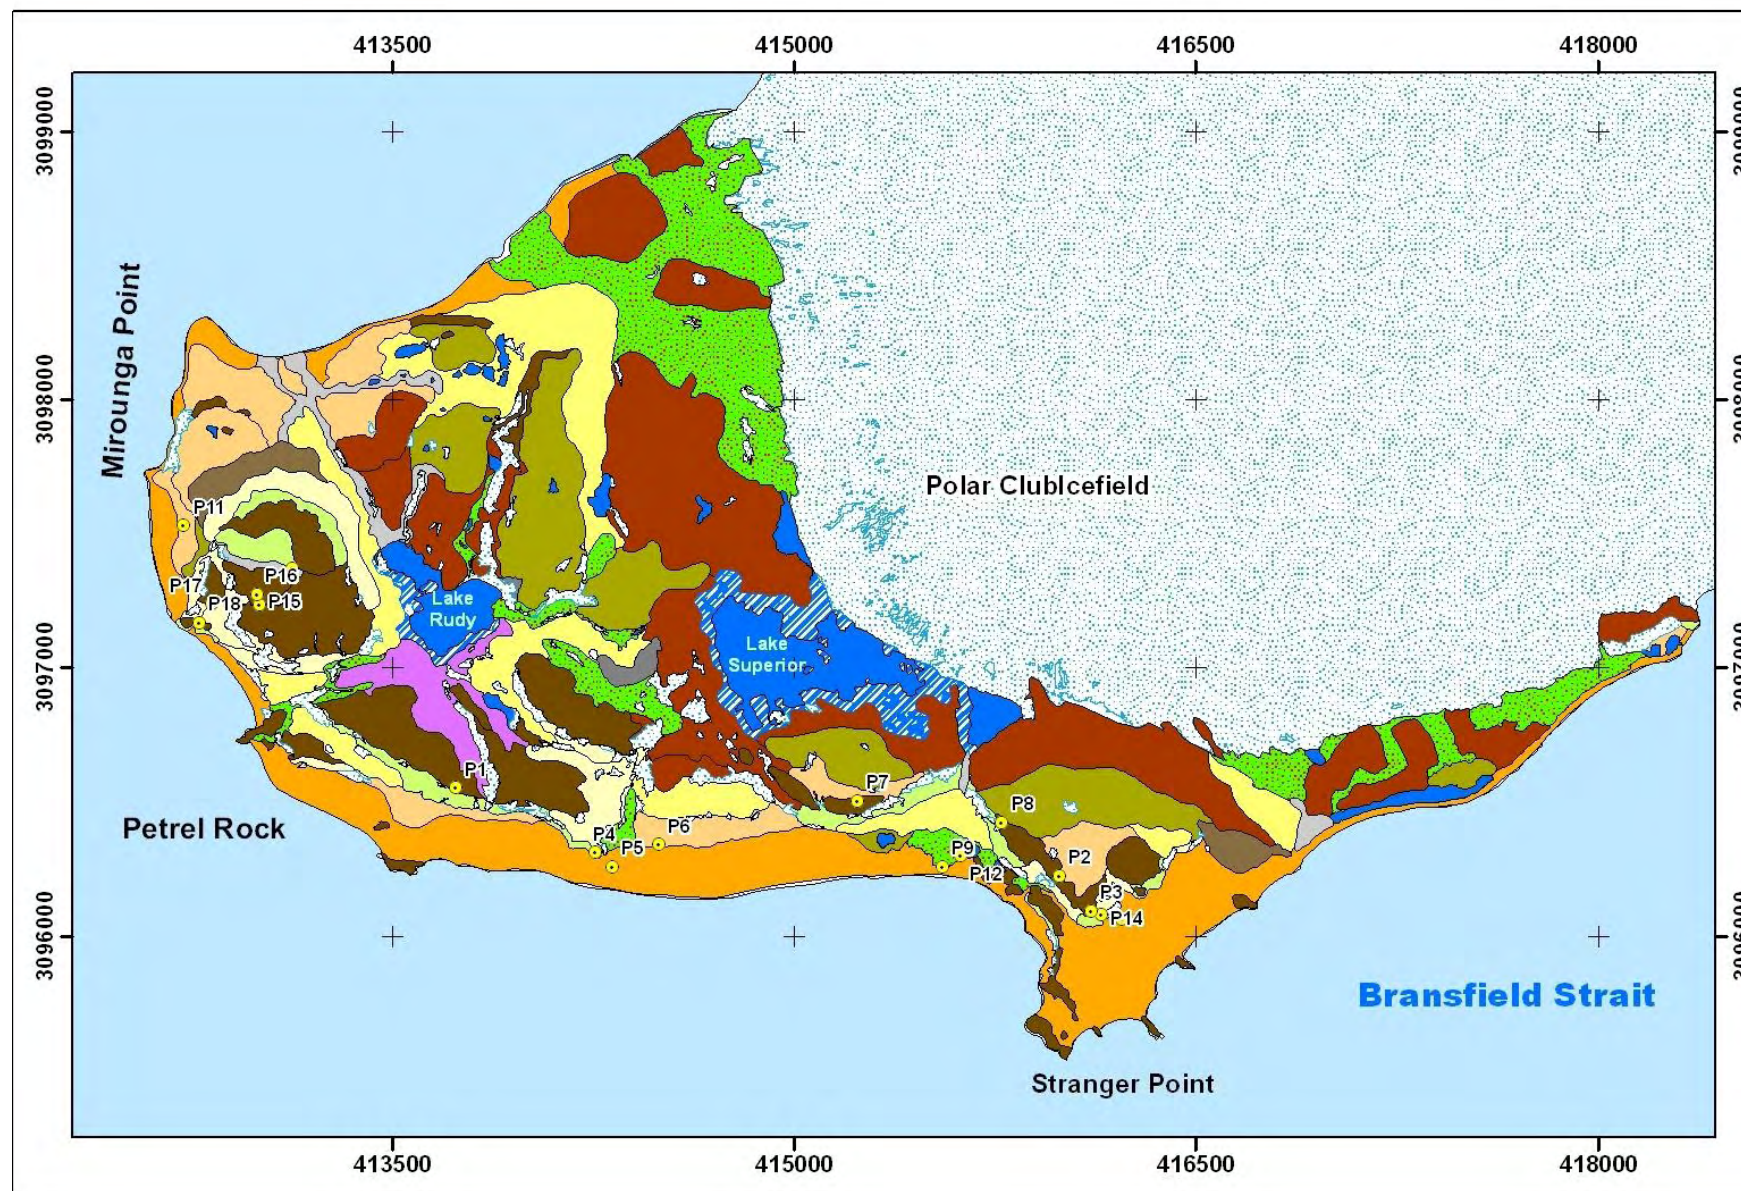 413500
415000
416500
418000
3099000
3098000
3097000
3096000
Mirounga Point
Polar ClubIcefield
P11
P16
P17
P15
P18
Lake
Rudy
Lake
Superior
P1
P7
P8
Petrel Rock
P4
P6
P5
P9
P2
P12
P3
P14
Bransfield Strait
Stranger Point
413500
415000
416500
418000